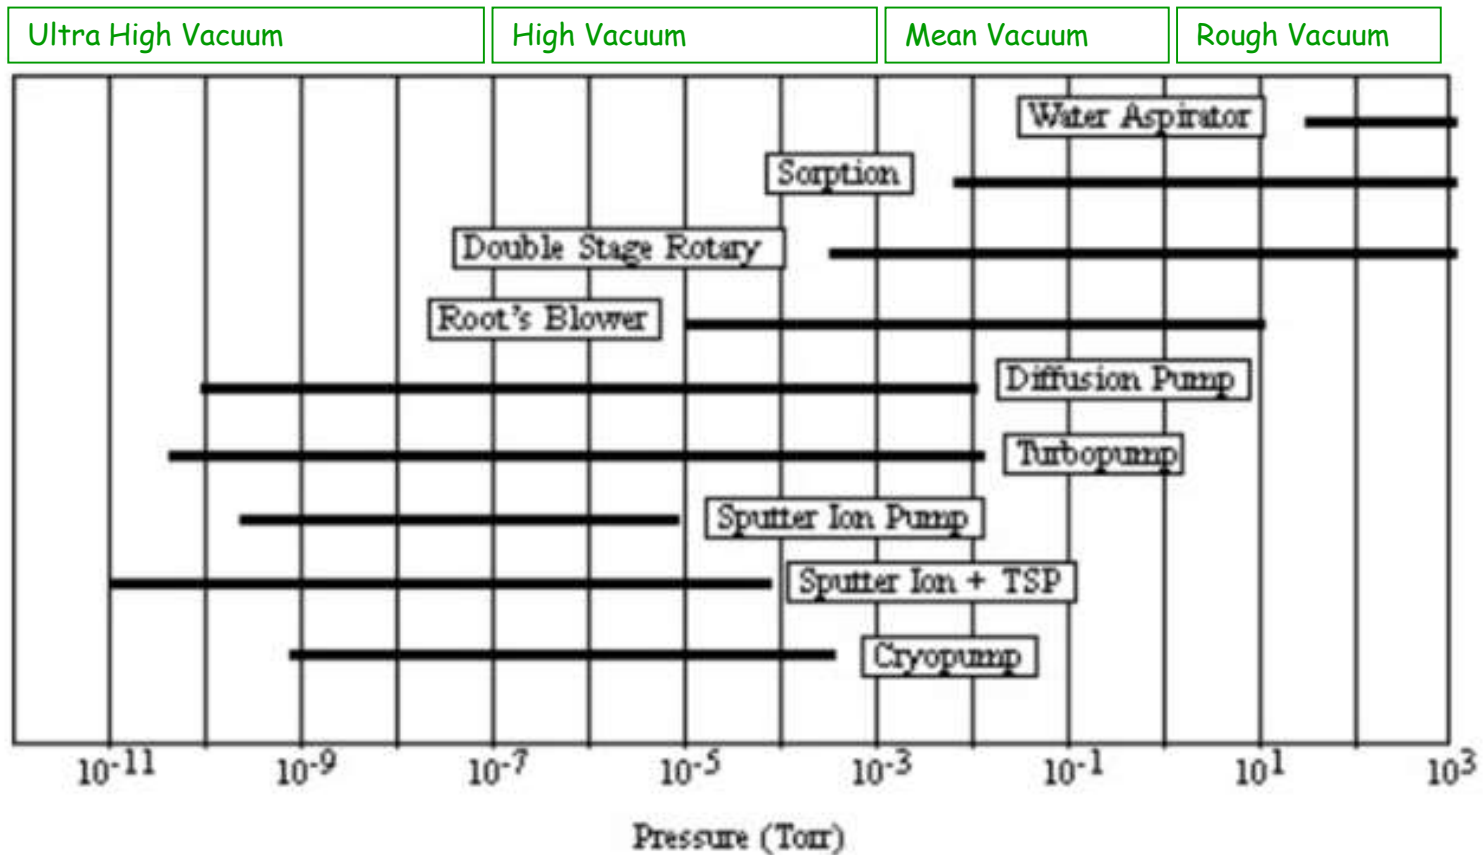 Ultra High Vacuum
High Vacuum
Mean Vacuum
Rough Vacuum
Water Aspirator
Sorption
Double Stage Rotary
Root's Blower
Diffusion Pump
Turbopump
Sputter Ion Pump
Sputter Ion + TSP
Cryopump
10⁻¹¹ 10⁻⁹ 10⁻⁷ 10⁻⁵ 10⁻³ 10⁻¹ 10¹ 10³
Pressure (Torr)